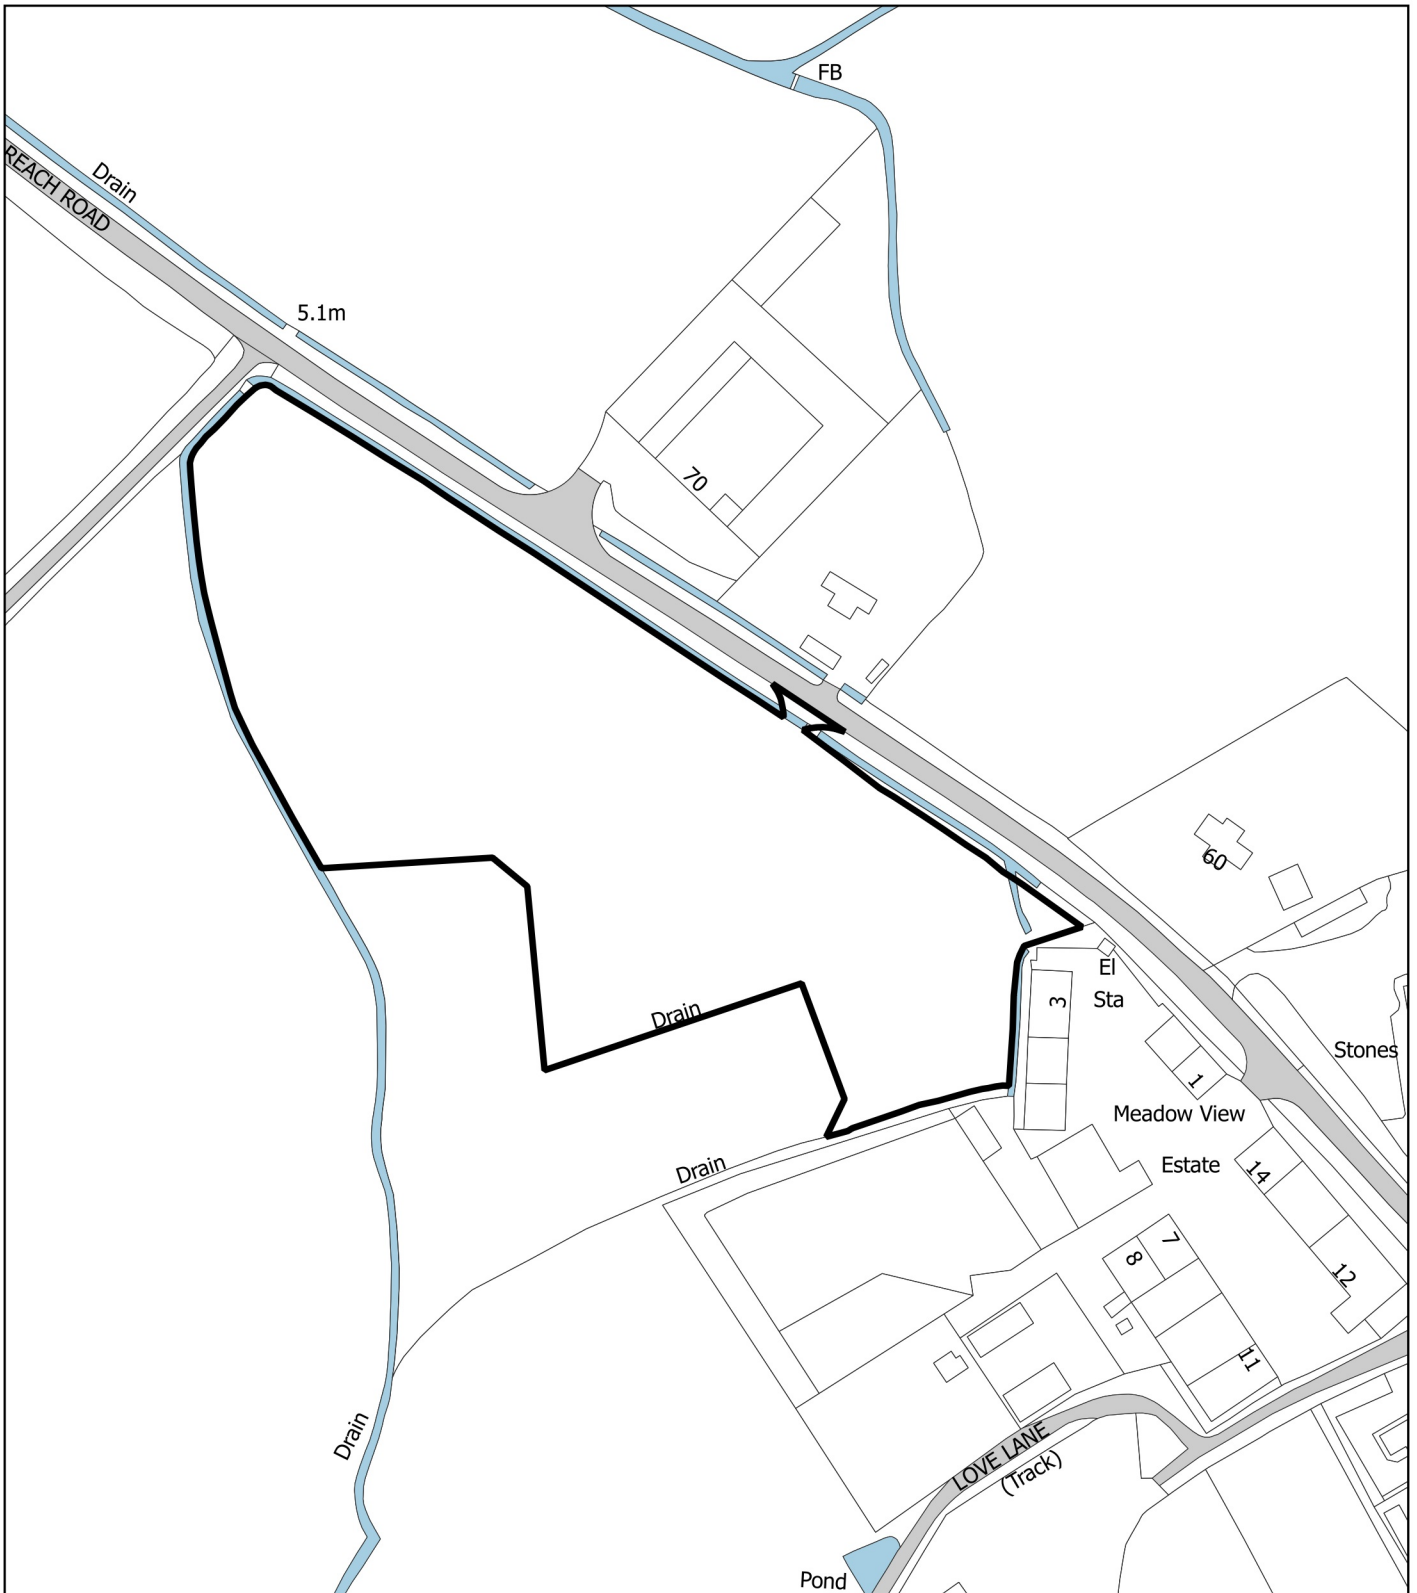 FB
Drain
REACH ROAD
5.1m
70
60
Drain
3
El
Sta
Stones
1
Meadow View
Estate
Drain
14
7
8
12
11
Drain
LOVE LANE
(Track)
Pond